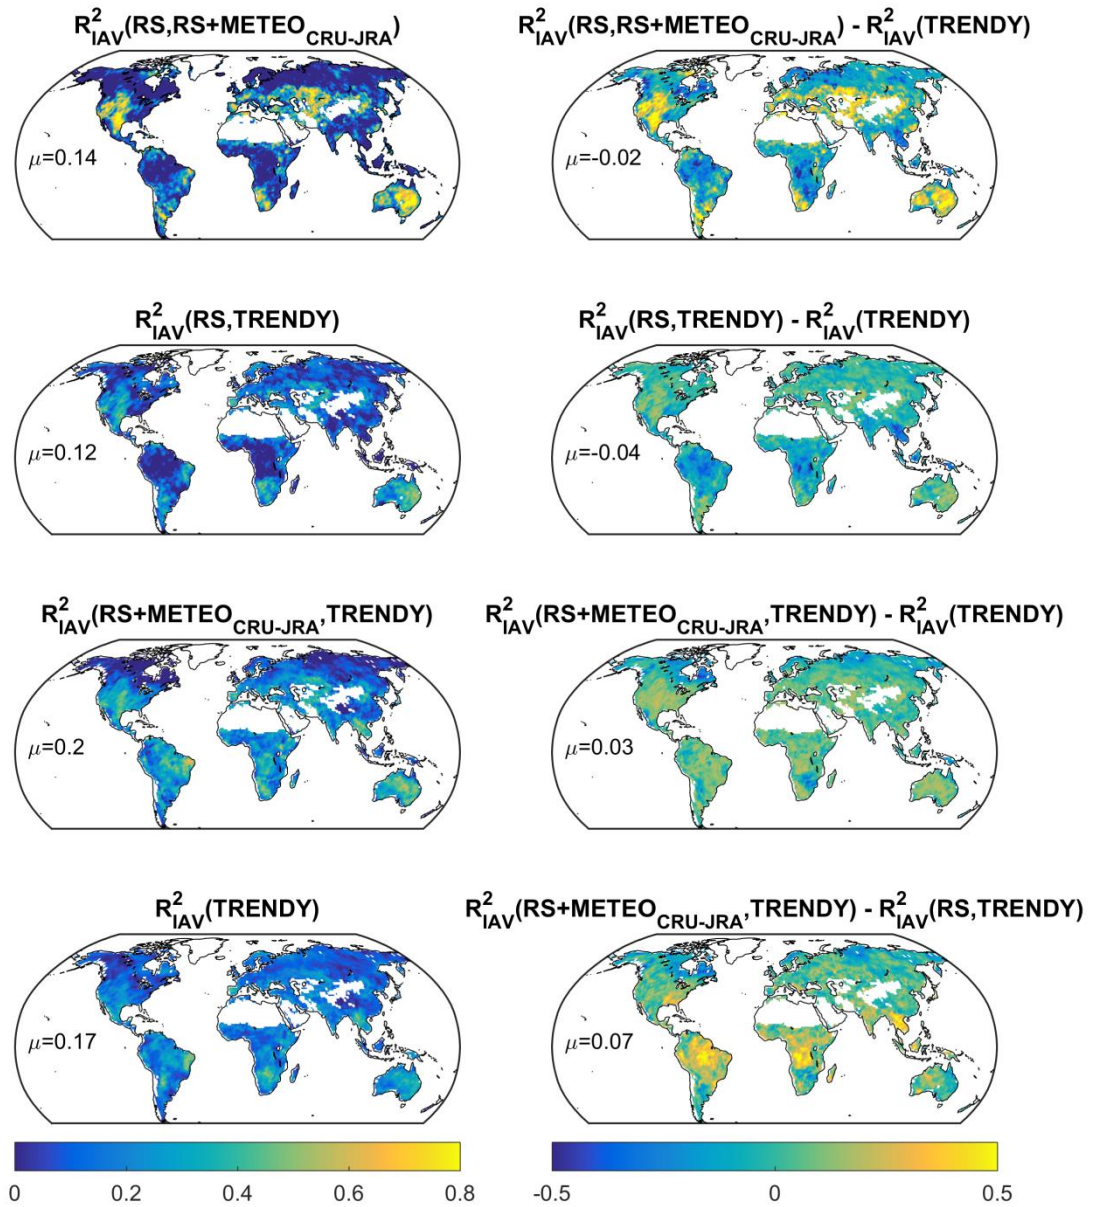 R²IAV(RS,RS+METEOCRU-JRA)
R²IAV(RS,RS+METEOCRU-JRA) - R²IAV(TRENDY)
μ=0.14
μ=-0.02
R²IAV(RS,TRENDY)
R²IAV(RS,TRENDY) - R²IAV(TRENDY)
μ=0.12
μ=-0.04
R²IAV(RS+METEOCRU-JRA,TRENDY)
R²IAV(RS+METEOCRU-JRA,TRENDY) - R²IAV(TRENDY)
μ=0.2
μ=0.03
R²IAV(TRENDY)
R²IAV(RS+METEOCRU-JRA,TRENDY) - R²IAV(RS,TRENDY)
μ=0.17
μ=0.07
0 0.2 0.4 0.6 0.8
-0.5 0 0.5